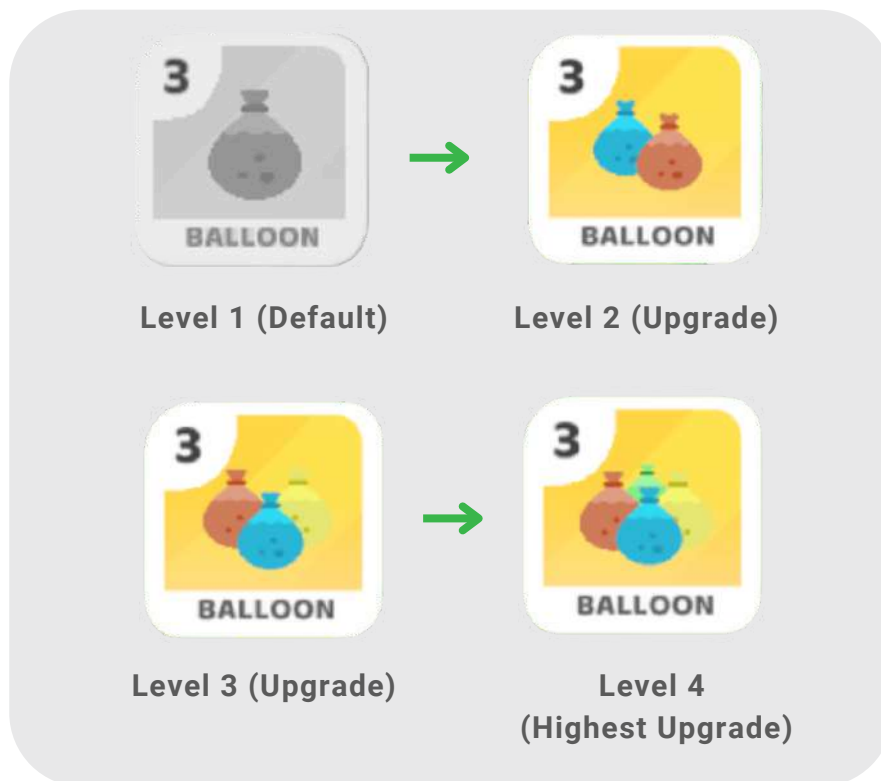 3
3
BALLOON
BALLOON
Level 1 (Default)
Level 2 (Upgrade)
3
3
BALLOON
BALLOON
Level 3 (Upgrade)
Level 4
(Highest Upgrade)